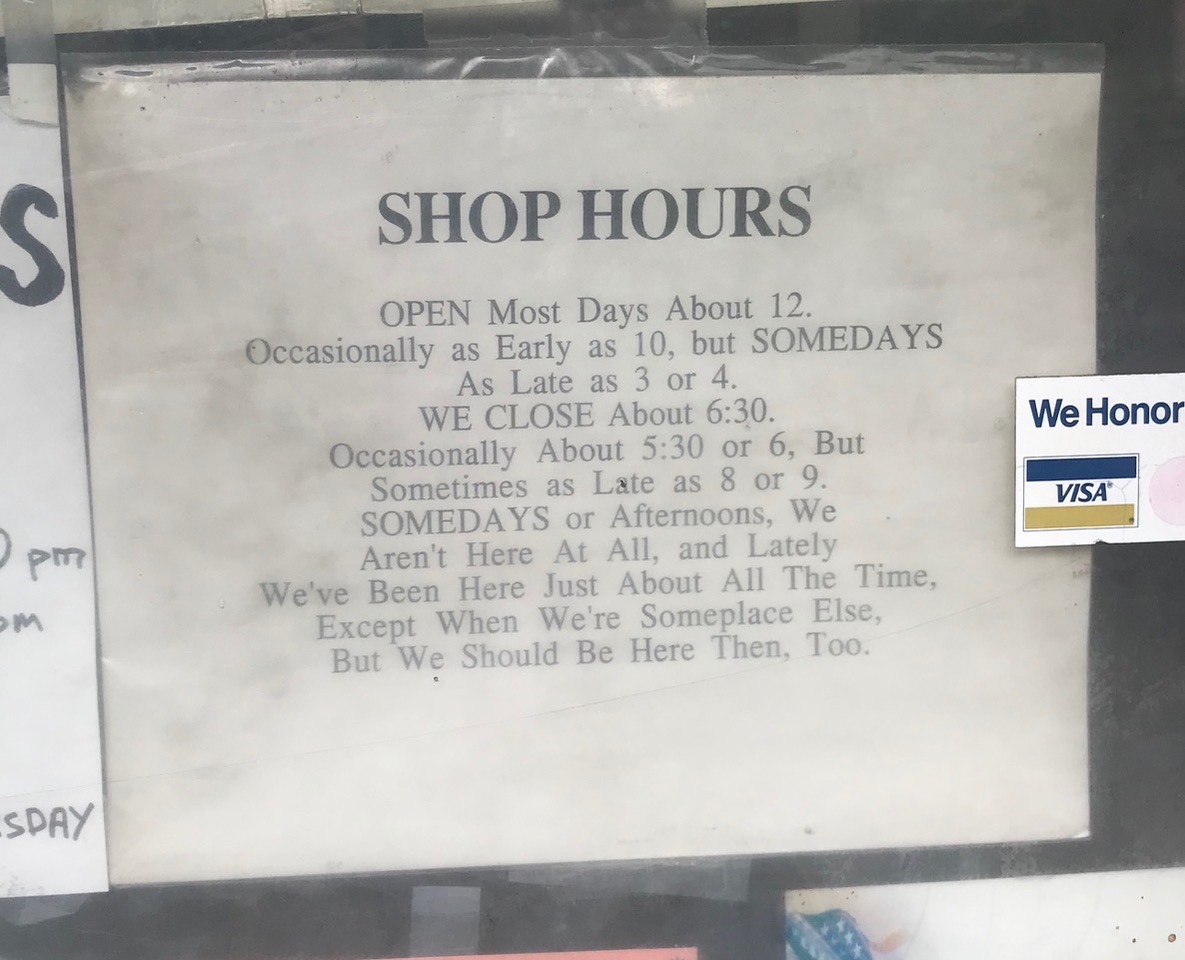 SHOP HOURS
OPEN Most Days About 12.
Occasionally as Early as 10, but SOMEDAYS
As Late as 3 or 4.
WE CLOSE About 6:30.
Occasionally About 5:30 or 6, But
Sometimes as Late as 8 or 9.
SOMEDAYS or Afternoons, We
Aren't Here At All, and Lately
We've Been Here Just About All The Time,
Except When We're Someplace Else,
But We Should Be Here Then, Too.
We Honor
VISA
S
pm
SDAY